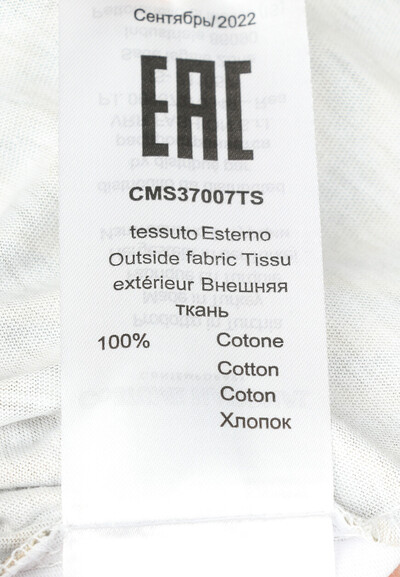 Сентябрь/2022
EAC
CMS37007TS
tessuto Esterno
Outside fabric Tissu
extérieur Внешняя
ткань
100% Cotone
Cotton
Coton
Хлопок